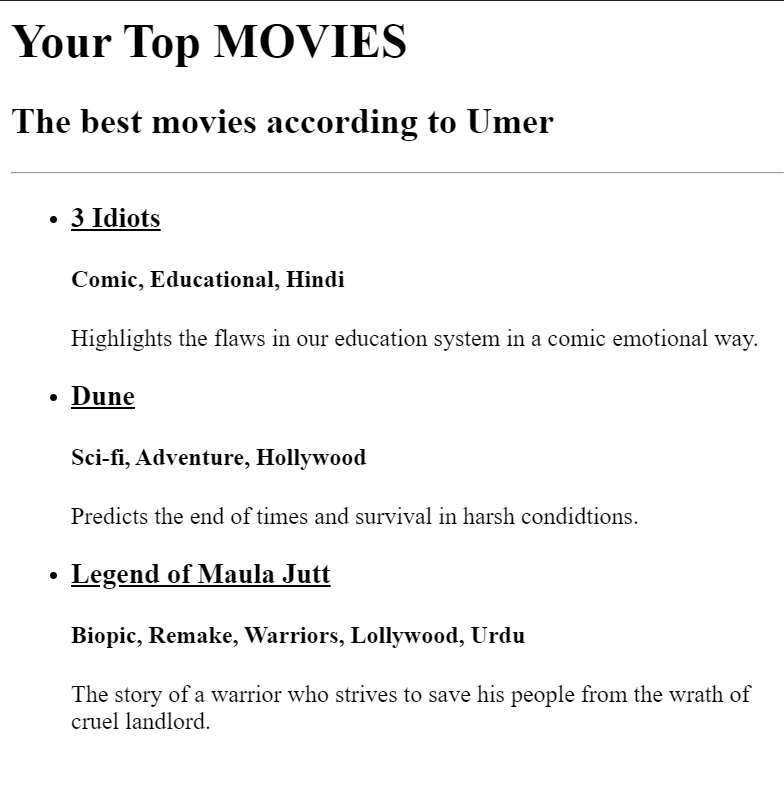 Your Top MOVIES
The best movies according to Umer
3 Idiots
Comic, Educational, Hindi
Highlights the flaws in our education system in a comic emotional way.
Dune
Sci-fi, Adventure, Hollywood
Predicts the end of times and survival in harsh condidtions.
Legend of Maula Jutt
Biopic, Remake, Warriors, Lollywood, Urdu
The story of a warrior who strives to save his people from the wrath of
cruel landlord.